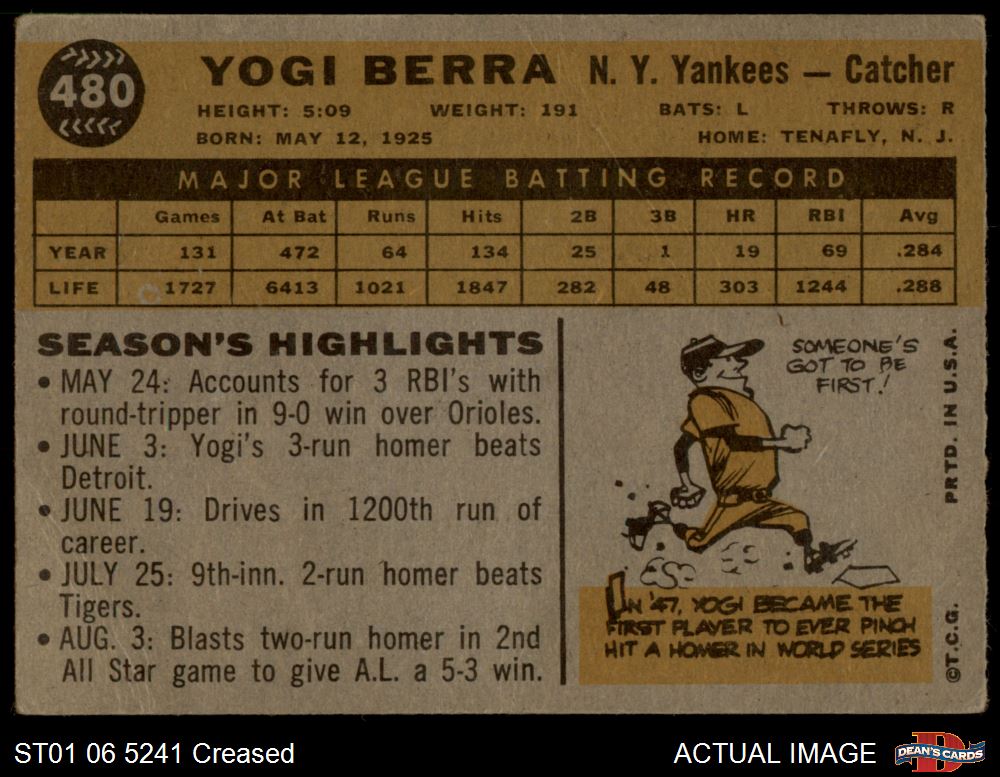 480
YOGI BERRA N. Y. Yankees — Catcher
HEIGHT: 5:09 WEIGHT: 191 BATS: L THROWS: R
BORN: MAY 12, 1925 HOME: TENAFLY, N. J.
MAJOR LEAGUE BATTING RECORD
Games At Bat Runs Hits 2B 3B HR RBI Avg
YEAR 131 472 64 134 25 1 19 69 .284
LIFE 1727 6413 1021 1847 282 48 303 1244 .288
SEASON'S HIGHLIGHTS
• MAY 24: Accounts for 3 RBI's with
round-tripper in 9-0 win over Orioles.
• JUNE 3: Yogi's 3-run homer beats
Detroit.
• JUNE 19: Drives in 1200th run of
career.
• JULY 25: 9th-inn. 2-run homer beats
Tigers.
• AUG. 3: Blasts two-run homer in 2nd
All Star game to give A.L. a 5-3 win.
SOMEONE'S
GOT TO BE
FIRST!
IN '47, YOGI BECAME THE
FIRST PLAYER TO EVER PINCH
HIT A HOMER IN WORLD SERIES
©T.C.G. PRTD. IN U.S.A.
ST01 06 5241 Creased
ACTUAL IMAGE
DEAN'S CARDS